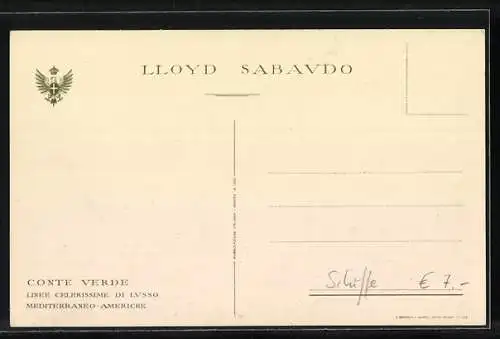 LLOYD SABAVDO
CONTE VERDE
LINEE CELERISSIME DI LVSSO
MEDITERRANEO-AMERICHE
Schiffe € 7,-